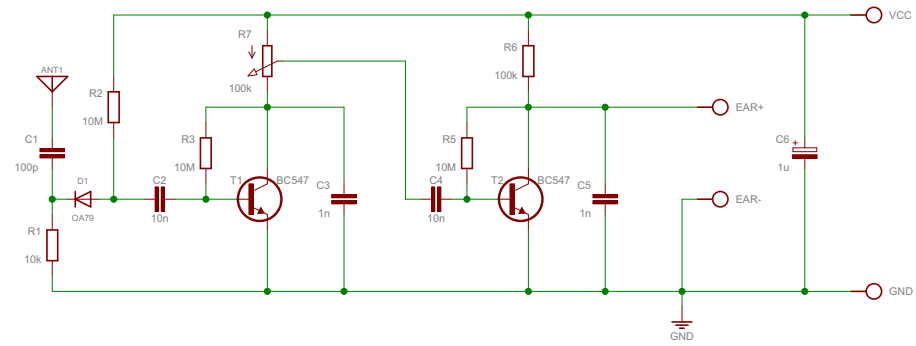 VCC
R7
R6
ANT1
100k
100k
R2
10M
EAR+
C1
R3
R5
C6
+
100p
10M
10M
1u
D1
C2
T1
BC547
C3
C4
T2
BC547
C5
OA79
10n
1n
10n
1n
EAR-
R1
10k
GND
GND